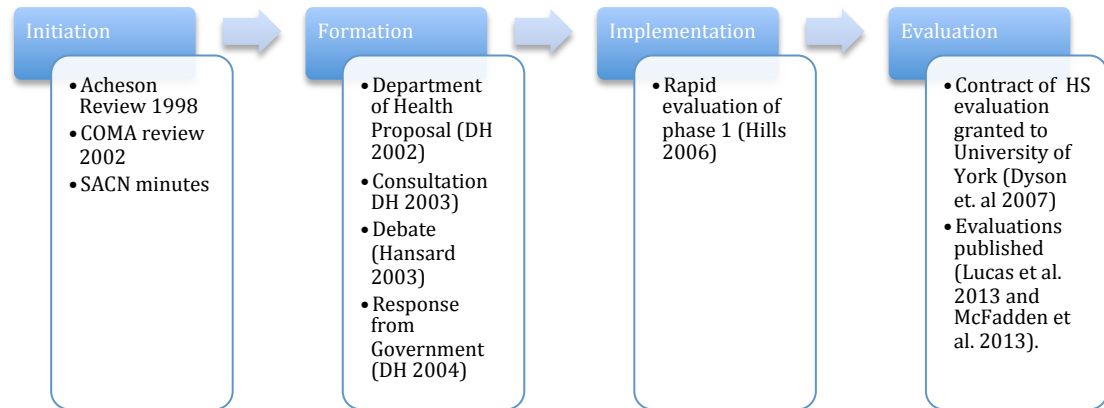 Initiation
• Acheson
Review 1998
• COMA review
2002
• SACN minutes
Formation
• Department
of Health
Proposal (DH
2002)
• Consultation
DH 2003)
• Debate
(Hansard
2003)
• Response
from
Government
(DH 2004)
Implementation
• Rapid
evaluation of
phase 1 (Hills
2006)
Evaluation
• Contract of HS
evaluation
granted to
University of
York (Dyson
et. al 2007)
• Evaluations
published
(Lucas et al.
2013 and
McFadden et
al. 2013).